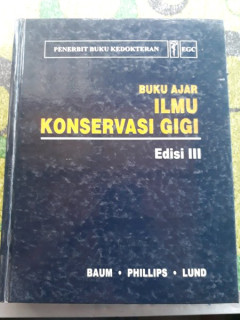 PENERBIT BUKU KEDOKTERAN EGC
BUKU AJAR
ILMU
KONSERVASI GIGI
Edisi III
BAUM • PHILLIPS • LUND